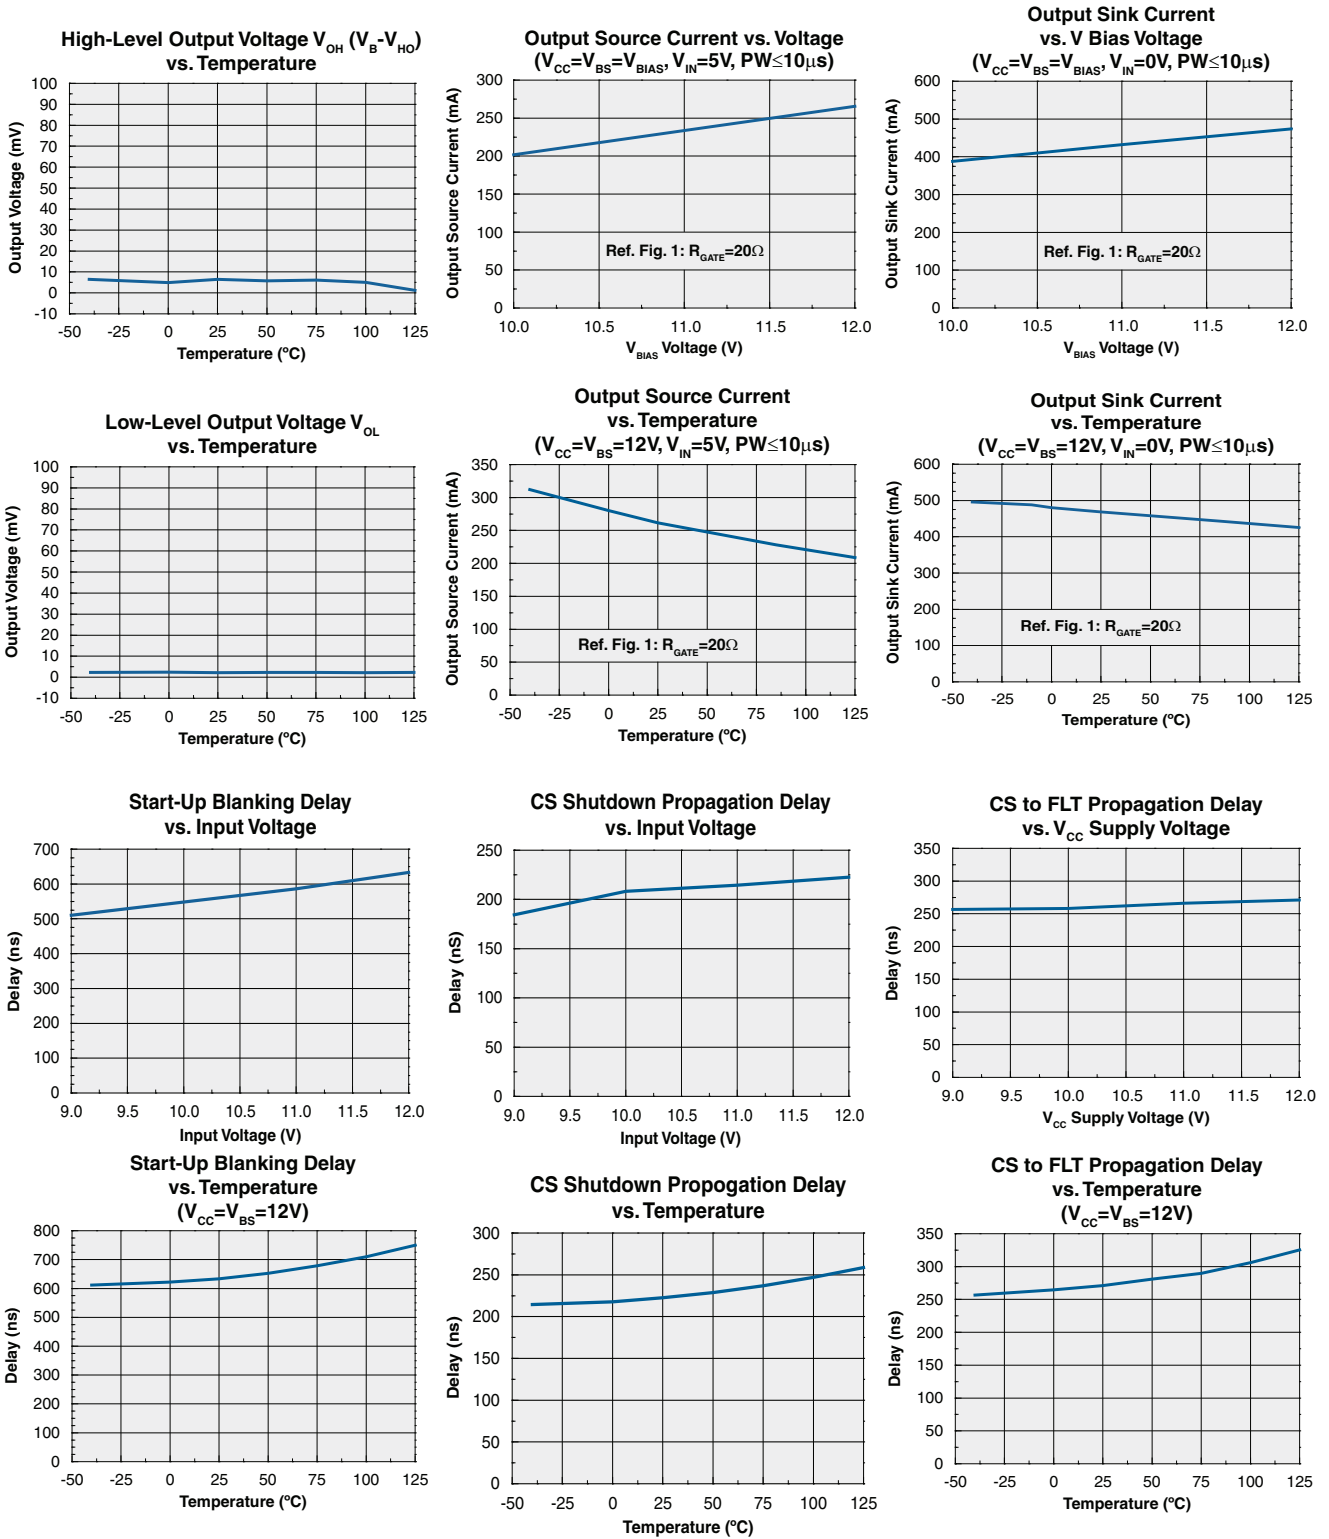 High-Level Output Voltage VOH (VB-VHO)
vs. Temperature
Output Voltage (mV)
100
90
80
70
60
50
40
30
20
10
0
-10
-50 -25 0 25 50 75 100 125
Temperature (ºC)
Output Source Current vs. Voltage
(VCC=VBS=VBIAS, VIN=5V, PW≤10μs)
Output Source Current (mA)
300
250
200
150
100
50
0
Ref. Fig. 1: RGATE=20Ω
10.0 10.5 11.0 11.5 12.0
VBIAS Voltage (V)
Output Sink Current
vs. V Bias Voltage
(VCC=VBS=VBIAS, VIN=0V, PW≤10μs)
Output Sink Current (mA)
600
500
400
300
200
100
0
Ref. Fig. 1: RGATE=20Ω
10.0 10.5 11.0 11.5 12.0
VBIAS Voltage (V)
Low-Level Output Voltage VOL
vs. Temperature
Output Voltage (mV)
100
90
80
70
60
50
40
30
20
10
0
-10
-50 -25 0 25 50 75 100 125
Temperature (ºC)
Output Source Current
vs. Temperature
(VCC=VBS=12V, VIN=5V, PW≤10μs)
Output Source Current (mA)
350
300
250
200
150
100
50
0
Ref. Fig. 1: RGATE=20Ω
-50 -25 0 25 50 75 100 125
Temperature (ºC)
Output Sink Current
vs. Temperature
(VCC=VBS=12V, VIN=0V, PW≤10μs)
Output Sink Current (mA)
600
500
400
300
200
100
0
Ref. Fig. 1: RGATE=20Ω
-50 -25 0 25 50 75 100 125
Temperature (ºC)
Start-Up Blanking Delay
vs. Input Voltage
Delay (ns)
700
600
500
400
300
200
100
0
9.0 9.5 10.0 10.5 11.0 11.5 12.0
Input Voltage (V)
CS Shutdown Propagation Delay
vs. Input Voltage
Delay (nS)
250
200
150
100
50
0
9.0 9.5 10.0 10.5 11.0 11.5 12.0
Input Voltage (V)
CS to FLT Propagation Delay
vs. VCC Supply Voltage
Delay (ns)
350
300
250
200
150
100
50
0
9.0 9.5 10.0 10.5 11.0 11.5 12.0
VCC Supply Voltage (V)
Start-Up Blanking Delay
vs. Temperature
(VCC=VBS=12V)
Delay (ns)
800
700
600
500
400
300
200
100
0
-50 -25 0 25 50 75 100 125
Temperature (ºC)
CS Shutdown Propogation Delay
vs. Temperature
Delay (ns)
300
250
200
150
100
50
0
-50 -25 0 25 50 75 100 125
Temperature (ºC)
CS to FLT Propagation Delay
vs. Temperature
(VCC=VBS=12V)
Delay (ns)
350
300
250
200
150
100
50
0
-50 -25 0 25 50 75 100 125
Temperature (ºC)